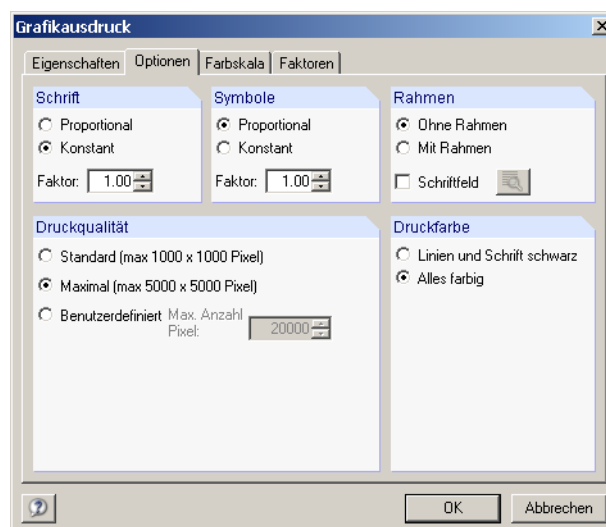 Grafikausdruck
Eigenschaften Optionen Farbskala Faktoren
Schrift
Proportional
Konstant
Faktor: 1.00
Symbole
Proportional
Konstant
Faktor: 1.00
Rahmen
Ohne Rahmen
Mit Rahmen
Schriftfeld
Druckqualität
Standard (max 1000 x 1000 Pixel)
Maximal (max 5000 x 5000 Pixel)
Benutzerdefiniert Max. Anzahl
Pixel: 20000
Druckfarbe
Linien und Schrift schwarz
Alles farbig
OK Abbrechen